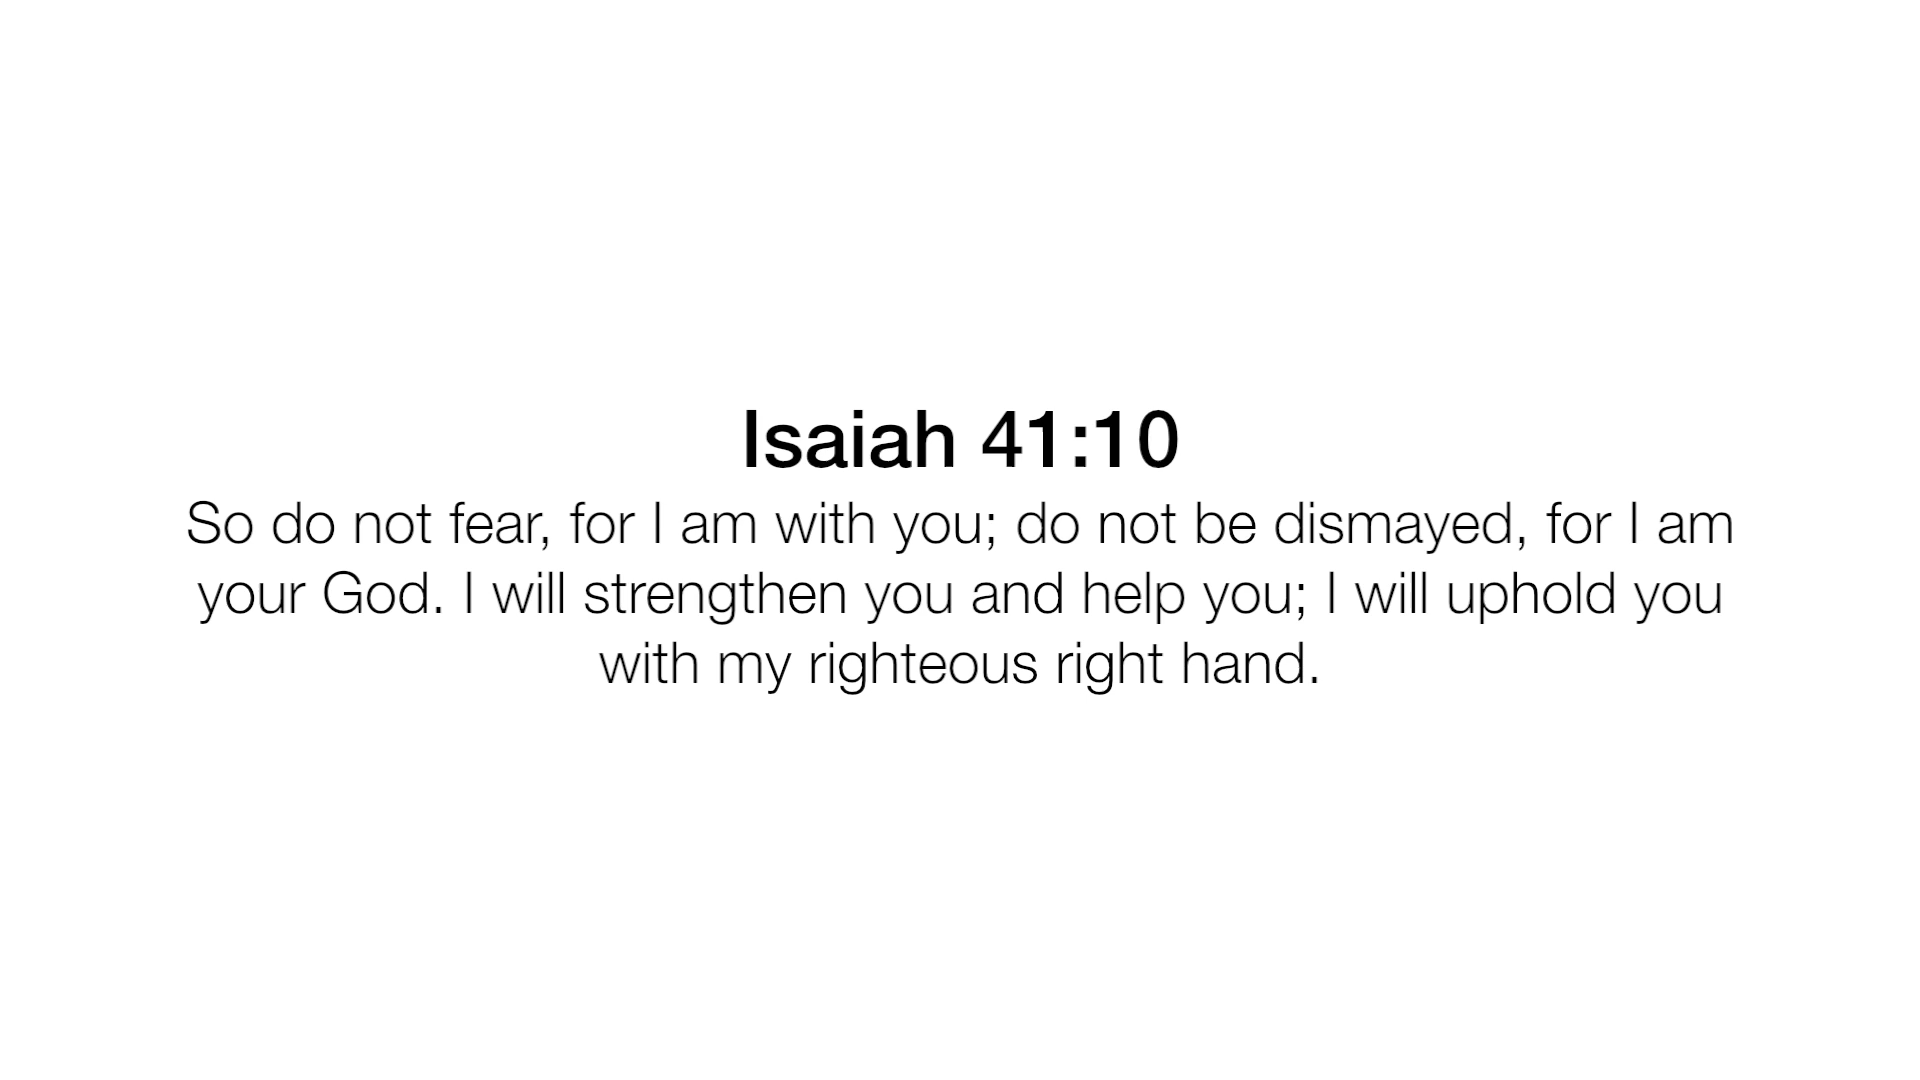 Isaiah 41:10
So do not fear, for I am with you; do not be dismayed, for I am
your God. I will strengthen you and help you; I will uphold you
with my righteous right hand.